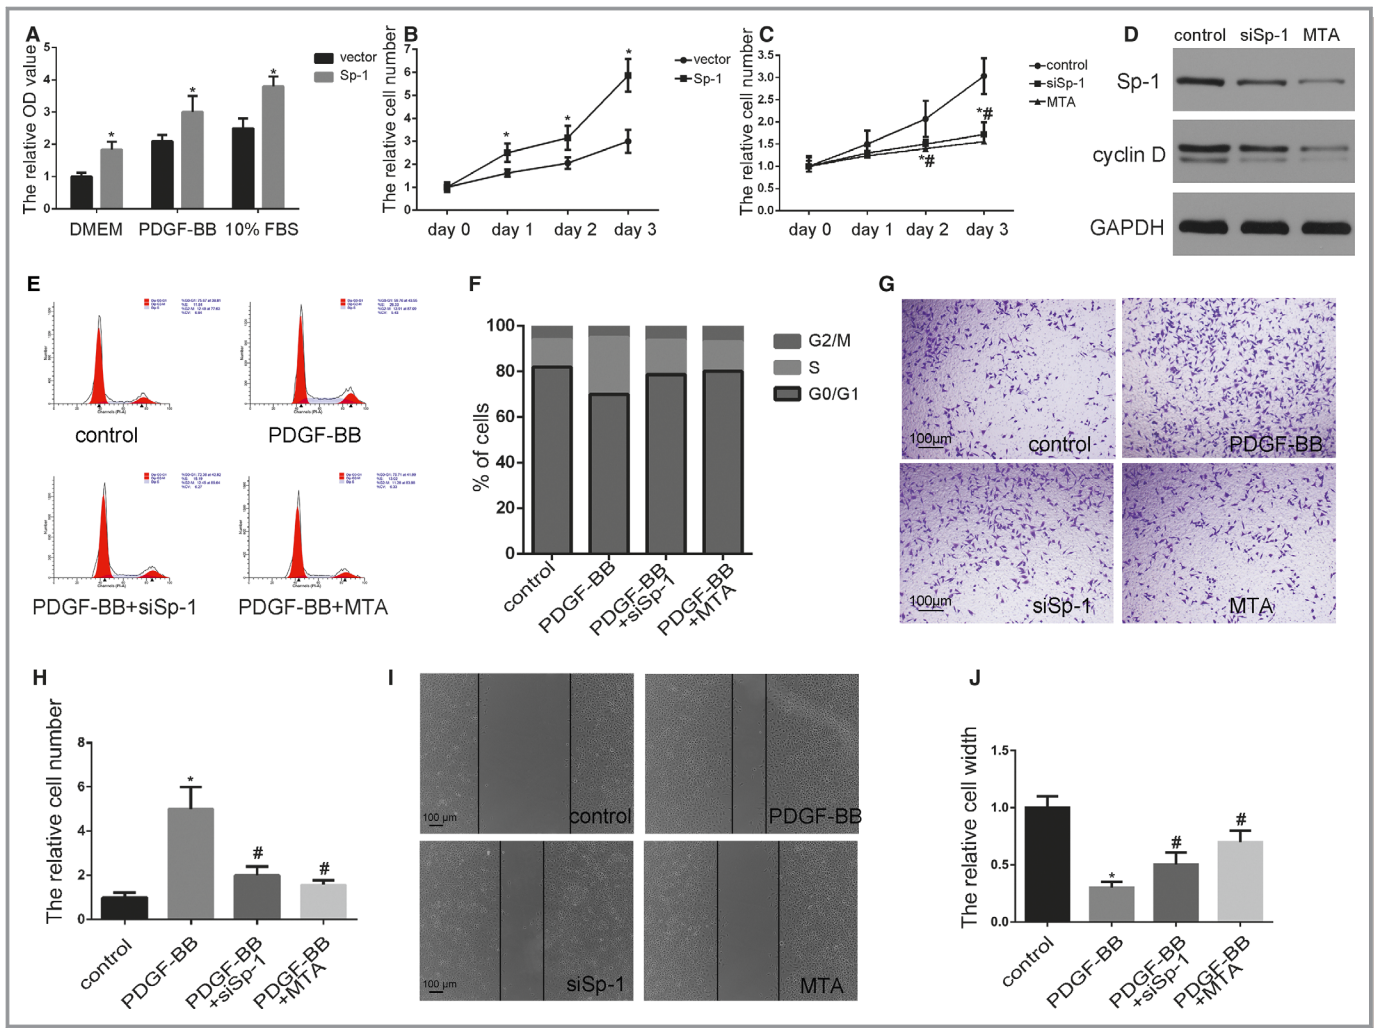 A
The relative OD value
5
4
3
2
1
0
*
*
*
vector
Sp-1
DMEM PDGF-BB 10% FBS
B
The relative cell number
7
6
5
4
3
2
1
0
*
*
*
vector
Sp-1
day 0 day 1 day 2 day 3
C
The relative cell number
3.5
3.0
2.5
2.0
1.5
1.0
0.5
0.0
*#
*#
control
siSp-1
MTA
day 0 day 1 day 2 day 3
D
control siSp-1 MTA
Sp-1
cyclin D
GAPDH
E
control
PDGF-BB
PDGF-BB+siSp-1
PDGF-BB+MTA
F
% of cells
100
80
60
40
20
0
G2/M
S
G0/G1
control
PDGF-BB
PDGF-BB
+siSp-1
PDGF-BB
+MTA
G
100µm
control
PDGF-BB
100µm
siSp-1
MTA
H
The relative cell number
8
6
4
2
0
*
#
#
control
PDGF-BB
PDGF-BB
+siSp-1
PDGF-BB
+MTA
I
100 µm
control
PDGF-BB
100 µm
siSp-1
MTA
J
The relative cell width
1.5
1.0
0.5
0.0
*
#
#
control
PDGF-BB
PDGF-BB
+siSp-1
PDGF-BB
+MTA